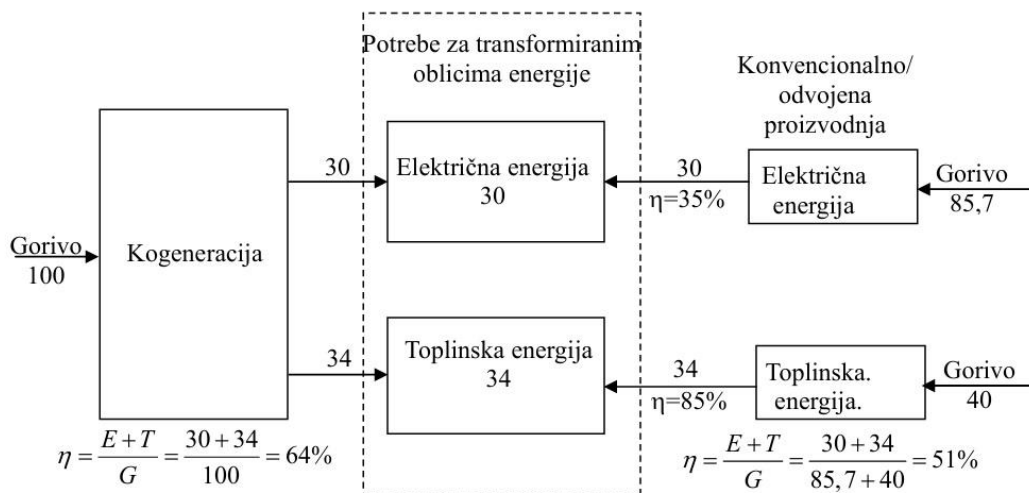 Potrebe za transformiranim
oblicima energije
Konvencionalno/
odvojena
proizvodnja
Gorivo
100
Kogeneracija
30
Električna energija
30
30
η=35%
Električna
energija
Gorivo
85,7
34
Toplinska energija
34
34
η=85%
Toplinska.
energija.
Gorivo
40
η = (E + T)/G = (30 + 34)/100 = 64%
η = (E + T)/G = (30 + 34)/(85,7 + 40) = 51%